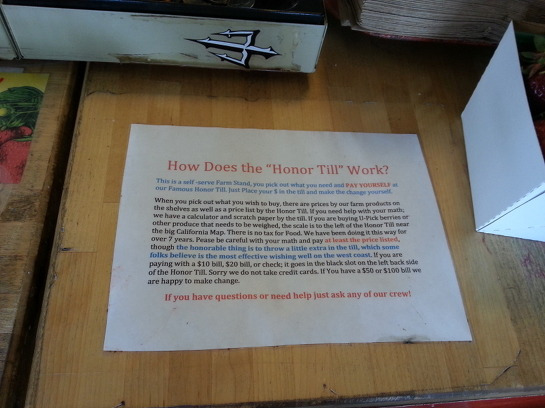 How Does the "Honor Till" Work?
This is a self-serve Farm Stand, you pick out what you need and PAY YOURSELF at
our Famous Honor Till. Just Place your $ in the till and make the change yourself.
When you pick out what you wish to buy, there are prices by our farm products on
the shelves as well as a price list by the Honor Till. If you need help with your math;
we have a calculator and scratch paper by the till. If you are buying U-Pick berries or
other produce that needs to be weighed, the scale is to the left of the Honor Till near
the big California Map. There is no tax for Food. We have been doing it this way for
over 7 years. Please be careful with your math and pay at least the price listed,
though the honorable thing is to throw a little extra in the till, which some
folks believe is the most effective wishing well on the west coast. If you are
paying with a $10 bill, $20 bill, or check; it goes in the black slot on the left back side
of the Honor Till. Sorry we do not take credit cards. If You have a $50 or $100 bill we
are happy to make change.
If you have questions or need help just ask any of our crew!